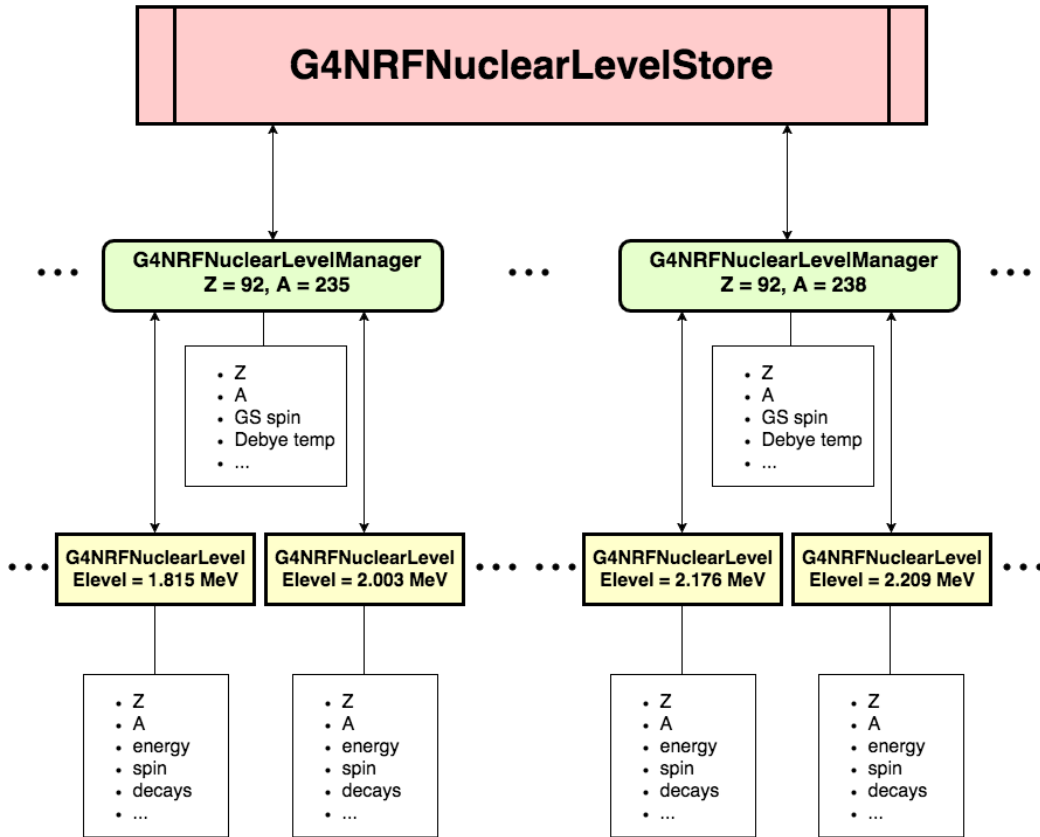 G4NRFNuclearLevelStore
... G4NRFNuclearLevelManager
Z = 92, A = 235
... G4NRFNuclearLevelManager
Z = 92, A = 238
...
• Z
• A
• GS spin
• Debye temp
• ...
• Z
• A
• GS spin
• Debye temp
• ...
... G4NRFNuclearLevel
Elevel = 1.815 MeV
G4NRFNuclearLevel
Elevel = 2.003 MeV
... ... G4NRFNuclearLevel
Elevel = 2.176 MeV
G4NRFNuclearLevel
Elevel = 2.209 MeV
...
• Z
• A
• energy
• spin
• decays
• ...
• Z
• A
• energy
• spin
• decays
• ...
• Z
• A
• energy
• spin
• decays
• ...
• Z
• A
• energy
• spin
• decays
• ...